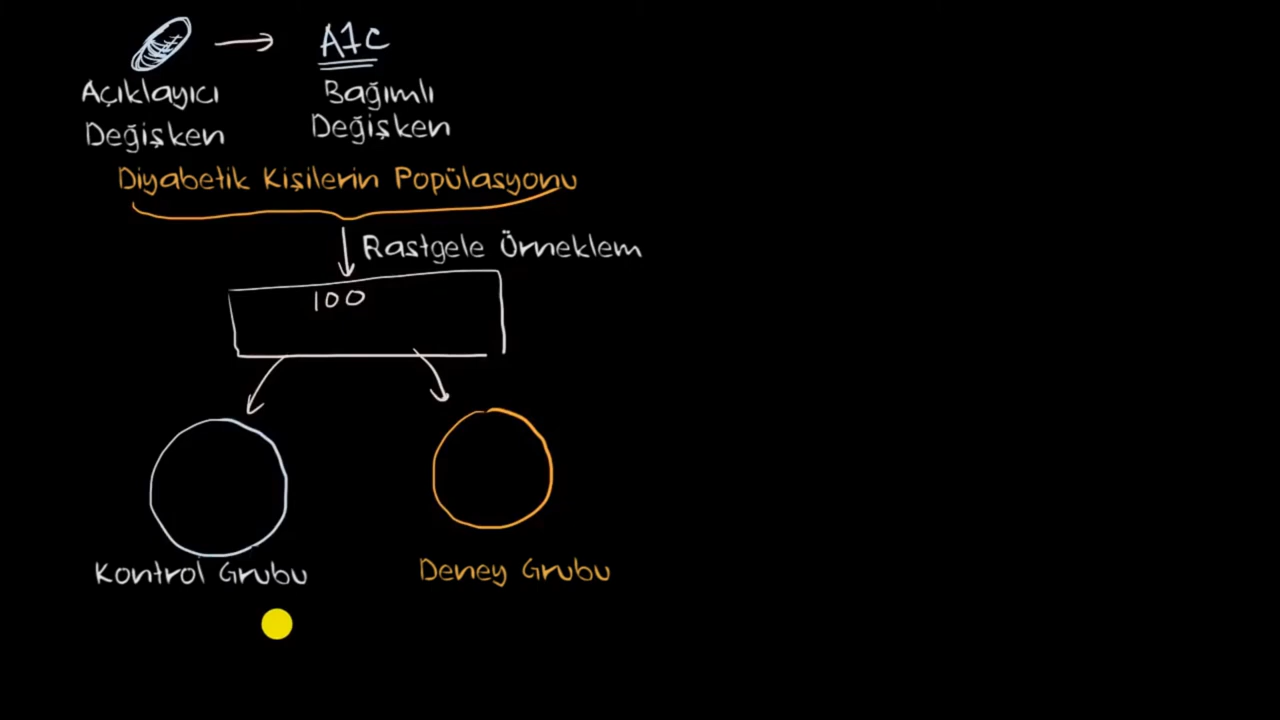 A1C
Açıklayıcı Değişken
Bağımlı Değişken
Diyabetik Kişilerin Popülasyonu
Rastgele Örneklem
100
Kontrol Grubu
Deney Grubu